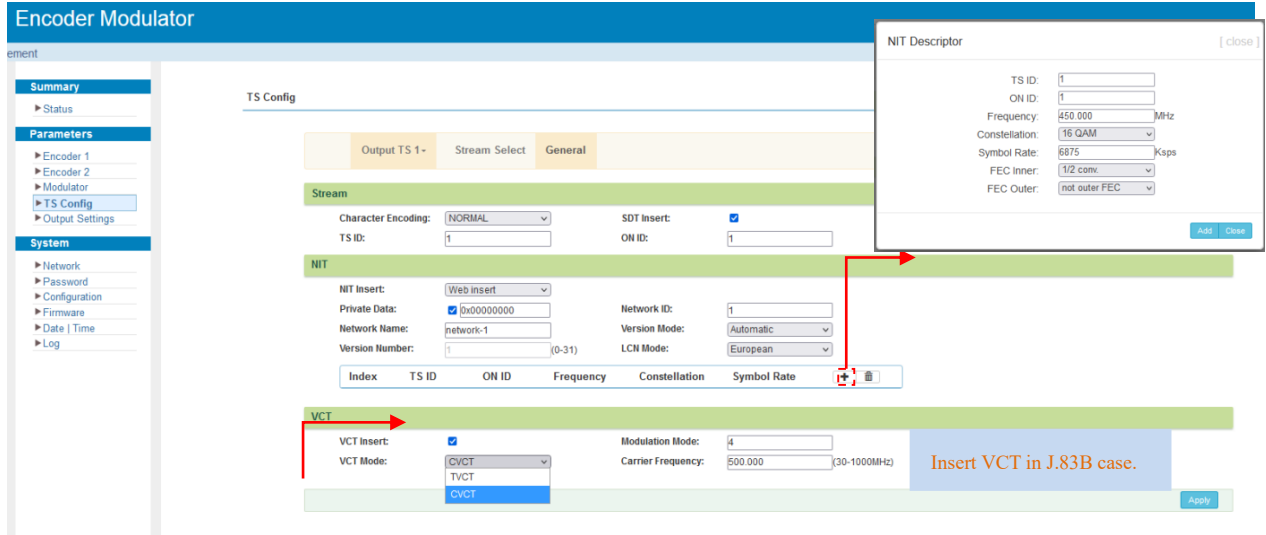 Encoder Modulator
ement
Summary
Status
Parameters
Encoder 1
Encoder 2
Modulator
TS Config
Output Settings
System
Network
Password
Configuration
Firmware
Date | Time
Log
TS Config
Output TS 1 Stream Select General
Stream
Character Encoding: NORMAL SDT Insert:
TS ID: 1 ON ID: 1
NIT
NIT Insert: Web insert
Private Data: 0x00000000 Network ID: 1
Network Name: network-1 Version Mode: Automatic
Version Number: 1 (0-31) LCN Mode: European
Index TS ID ON ID Frequency Constellation Symbol Rate
VCT
VCT Insert: Modulation Mode: 4
VCT Mode: CVCT Carrier Frequency: 500.000 (30-1000MHz)
TVCT
CVCT
Insert VCT in J.83B case.
Apply
NIT Descriptor [ close ]
TS ID: 1
ON ID: 1
Frequency: 450.000 MHz
Constellation: 16 QAM
Symbol Rate: 6875 Ksps
FEC Inner: 1/2 conv.
FEC Outer: not outer FEC
Add Close